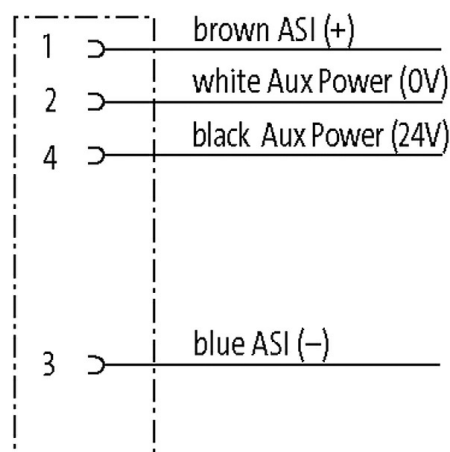 1 brown ASI (+)
2 white Aux Power (0V)
4 black Aux Power (24V)
3 blue ASI (–)